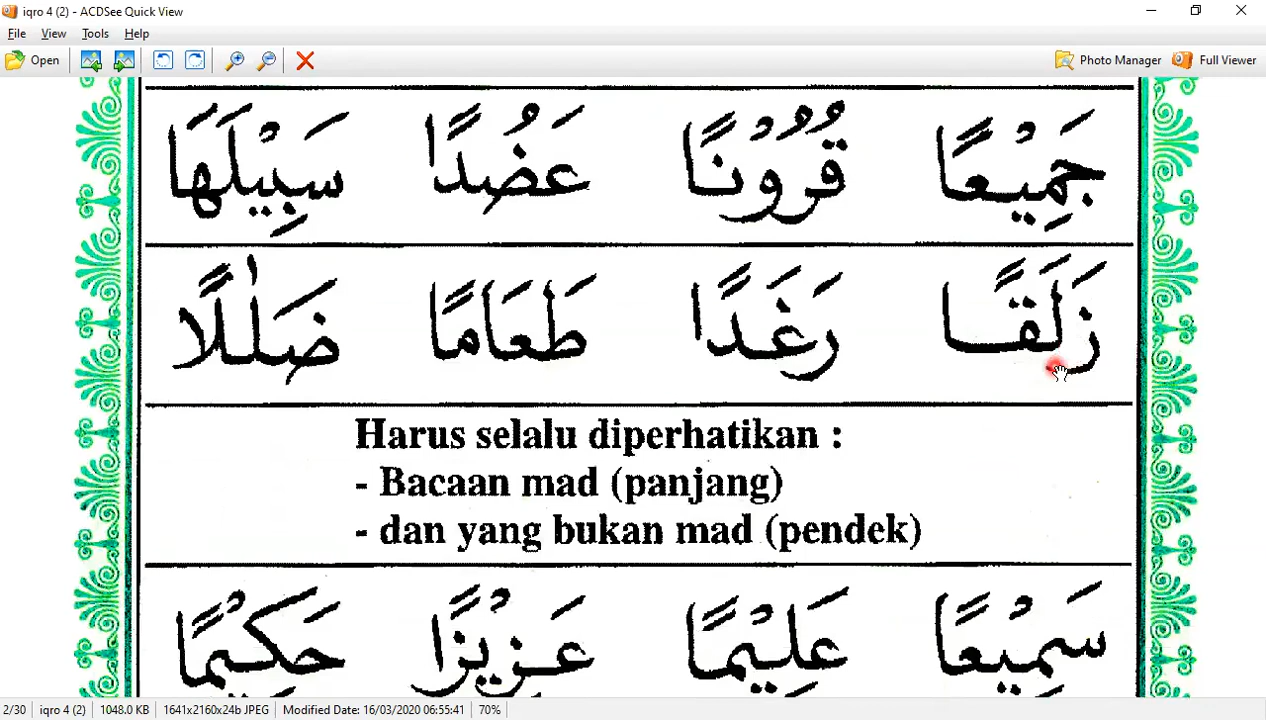 iqro 4 (2) - ACDSee Quick View
File View Tools Help
Open Photo Manager Full Viewer
جَمِيْعًا قُرُوْنًا عَضُدًا سَبِيْلَهَا
زَلَقًا رَغَدًا طَعَامًا ضَلٰلًا
Harus selalu diperhatikan :
- Bacaan mad (panjang)
- dan yang bukan mad (pendek)
سَمِيْعًا عَلِيْمًا عَزِيْزًا حَكِيْمًا
2/30 iqro 4 (2) 1048.0 KB 1641x2160x24b JPEG Modified Date: 16/03/2020 06:55:41 70%